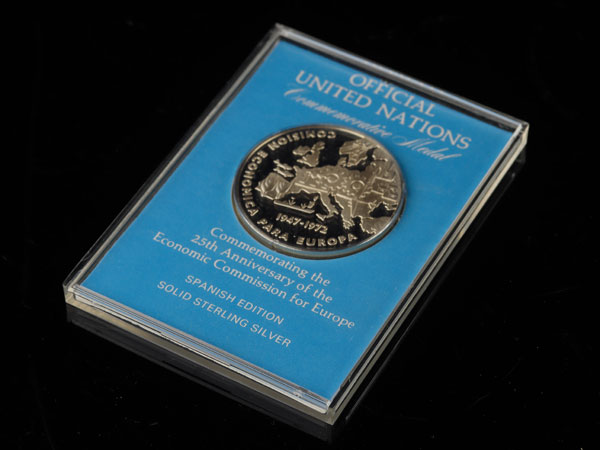 OFFICIAL
UNITED NATIONS
Commemorative Medal
COMISION ECONOMICA PARA EUROPA
1947-1972
Commemorating the
25th Anniversary of the
Economic Commission for Europe
SPANISH EDITION
SOLID STERLING SILVER